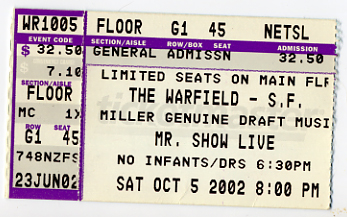 WR1005 FLOOR G1 45 NETSL
EVENT CODE SECTION/AISLE ROW/BOX SEAT ADMISSION
$ 32.50 GENERAL ADMISSN 32.50
7.10 LIMITED SEATS ON MAIN FLR
SECTION/AISLE
FLOOR THE WARFIELD - S.F.
MC 1X MILLER GENUINE DRAFT MUSI
ROW/BOX SEAT
G1 45 MR. SHOW LIVE
748NZFS NO INFANTS/DRS 6:30PM
23JUN02 SAT OCT 5 2002 8:00 PM